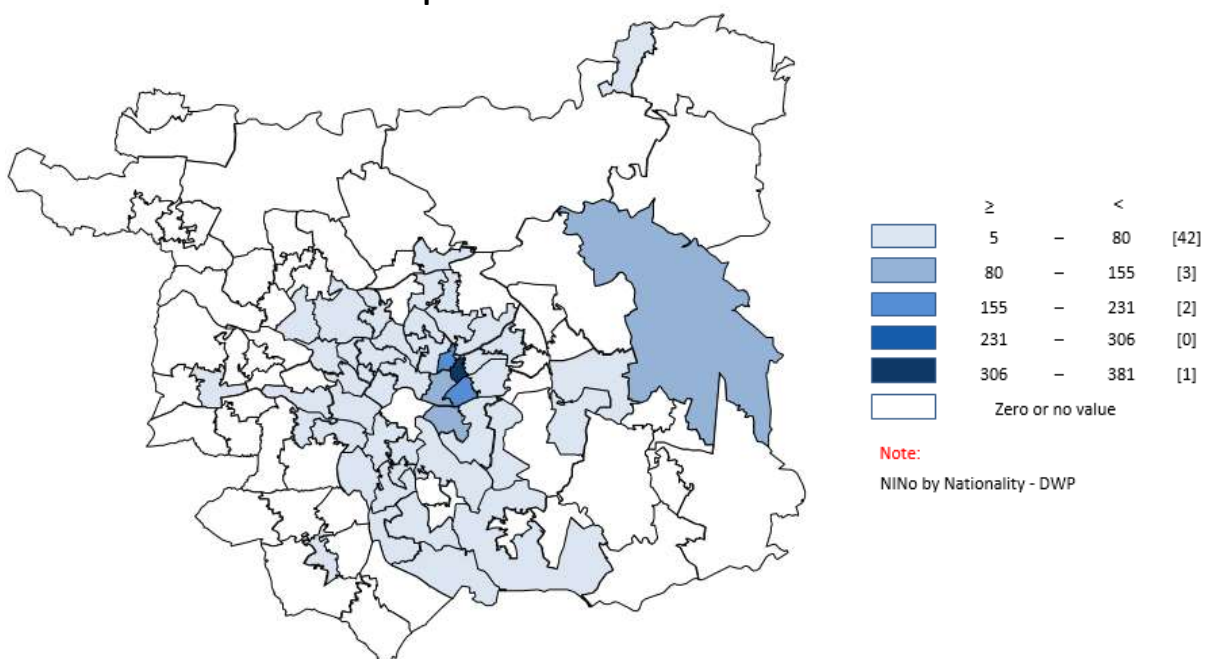 ≥ <
5 – 80 [42]
80 – 155 [3]
155 – 231 [2]
231 – 306 [0]
306 – 381 [1]
Zero or no value
Note:
NINo by Nationality - DWP